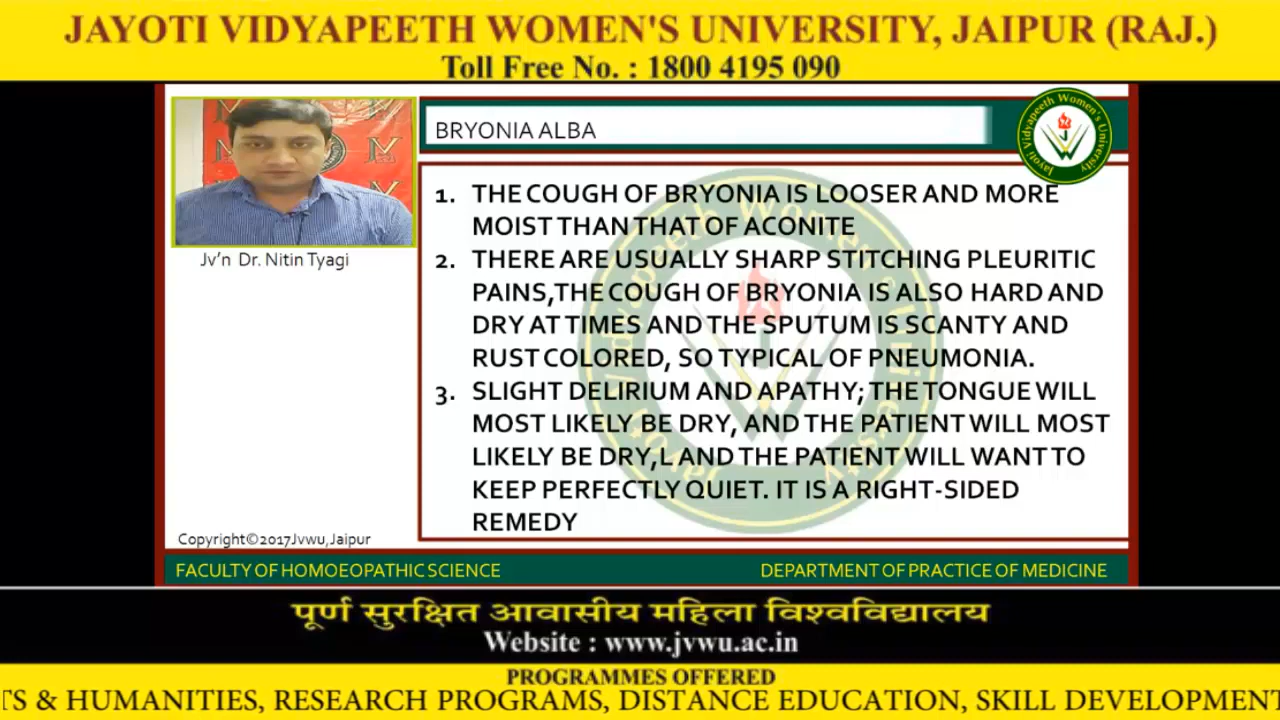 JAYOTI VIDYAPEETH WOMEN'S UNIVERSITY, JAIPUR (RAJ.)
Toll Free No. : 1800 4195 090
BRYONIA ALBA
Jayoti Vidyapeeth Women's University
Jv'n Dr. Nitin Tyagi
1. THE COUGH OF BRYONIA IS LOOSER AND MORE
MOIST THAN THAT OF ACONITE
2. THERE ARE USUALLY SHARP STITCHING PLEURITIC
PAINS,THE COUGH OF BRYONIA IS ALSO HARD AND
DRY AT TIMES AND THE SPUTUM IS SCANTY AND
RUST COLORED, SO TYPICAL OF PNEUMONIA.
3. SLIGHT DELIRIUM AND APATHY; THE TONGUE WILL
MOST LIKELY BE DRY, AND THE PATIENT WILL MOST
LIKELY BE DRY,L AND THE PATIENT WILL WANT TO
KEEP PERFECTLY QUIET. IT IS A RIGHT-SIDED
REMEDY
Copyright©2017Jvwu,Jaipur
FACULTY OF HOMOEOPATHIC SCIENCE
DEPARTMENT OF PRACTICE OF MEDICINE
पूर्ण सुरक्षित आवासीय महिला विश्वविद्यालय
Website : www.jvwu.ac.in
PROGRAMMES OFFERED
TS & HUMANITIES, RESEARCH PROGRAMS, DISTANCE EDUCATION, SKILL DEVELOPMENT